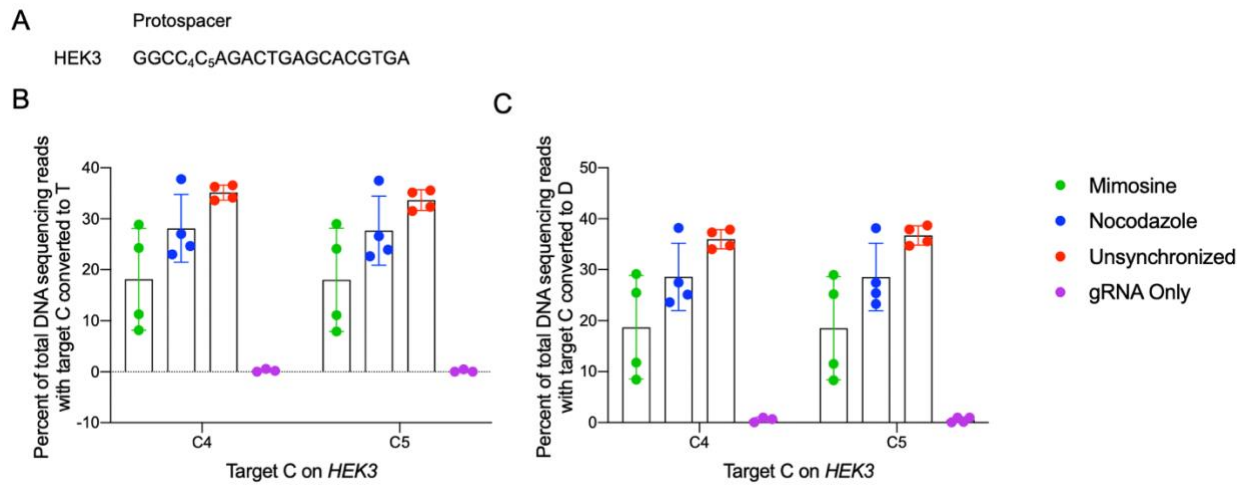 A
Protospacer
HEK3 GGCC₄C₅AGACTGAGCACGTGA
B
Percent of total DNA sequencing reads
with target C converted to T
40
30
20
10
0
-10
C4 C5
Target C on HEK3
C
Percent of total DNA sequencing reads
with target C converted to D
50
40
30
20
10
0
C4 C5
Target C on HEK3
Mimosine
Nocodazole
Unsynchronized
gRNA Only